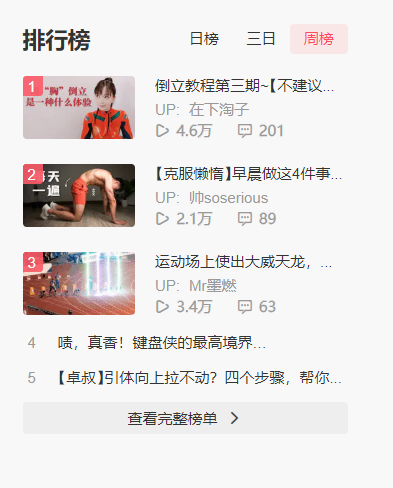 排行榜
日榜 三日 周榜
1
“胸”倒立
是一种什么体验
倒立教程第三期~【不建议...
UP: 在下淘子
4.6万 201
2
每天
一遍
【克服懒惰】早晨做这4件事...
UP: 帅soserious
2.1万 89
3
运动场上使出大威天龙，...
UP: Mr墨燃
3.4万 63
4 啧，真香！键盘侠的最高境界...
5 【卓叔】引体向上拉不动？四个步骤，帮你...
查看完整榜单